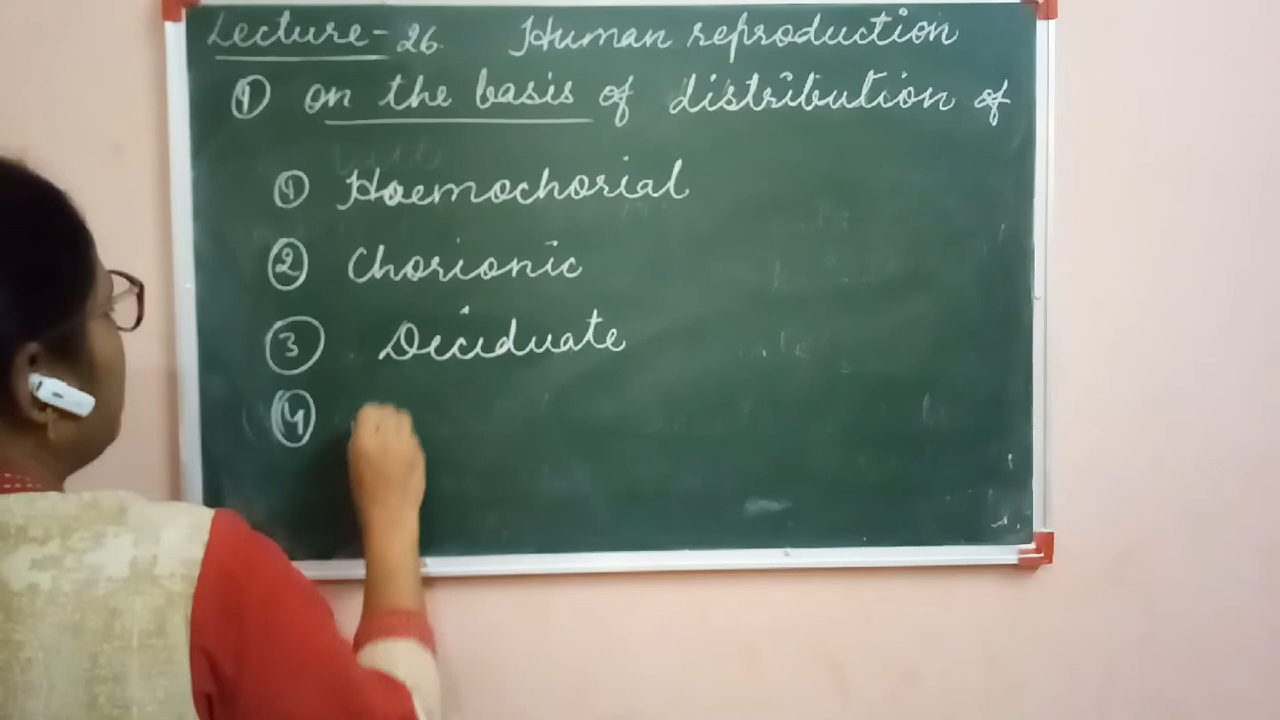 Lecture - 26. Human reproduction
① on the basis of distribution of
① Haemochorial
② Chorionic
③ Deciduate
④